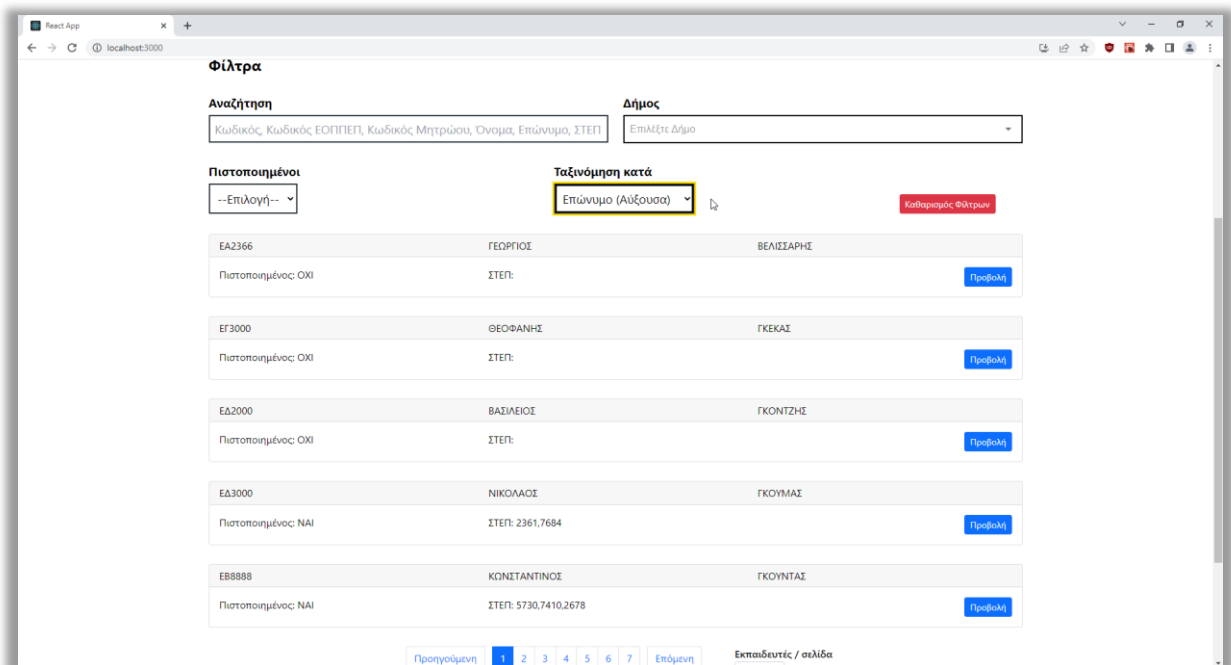 React App
localhost:3000
Φίλτρα
Αναζήτηση Δήμος
Κωδικός, Κωδικός ΕΟΠΠΕΠ, Κωδικός Μητρώου, Όνομα, Επώνυμο, ΣΤΕΠ Επιλέξτε Δήμο
Πιστοποιημένοι Ταξινόμηση κατά
--Επιλογή-- Επώνυμο (Αύξουσα) Καθαρισμός Φίλτρων
ΕΑ2366 ΓΕΩΡΓΙΟΣ ΒΕΛΙΣΣΑΡΗΣ
Πιστοποιημένος: ΟΧΙ ΣΤΕΠ: Προβολή
ΕΓ3000 ΘΕΟΦΑΝΗΣ ΓΚΕΚΑΣ
Πιστοποιημένος: ΟΧΙ ΣΤΕΠ: Προβολή
ΕΔ2000 ΒΑΣΙΛΕΙΟΣ ΓΚΟΝΤΖΗΣ
Πιστοποιημένος: ΟΧΙ ΣΤΕΠ: Προβολή
ΕΔ3000 ΝΙΚΟΛΑΟΣ ΓΚΟΥΜΑΣ
Πιστοποιημένος: ΝΑΙ ΣΤΕΠ: 2361,7684 Προβολή
ΕΒ8888 ΚΩΝΣΤΑΝΤΙΝΟΣ ΓΚΟΥΝΤΑΣ
Πιστοποιημένος: ΝΑΙ ΣΤΕΠ: 5730,7410,2678 Προβολή
Προηγούμενη 1 2 3 4 5 6 7 Επόμενη Εκπαιδευτές / σελίδα